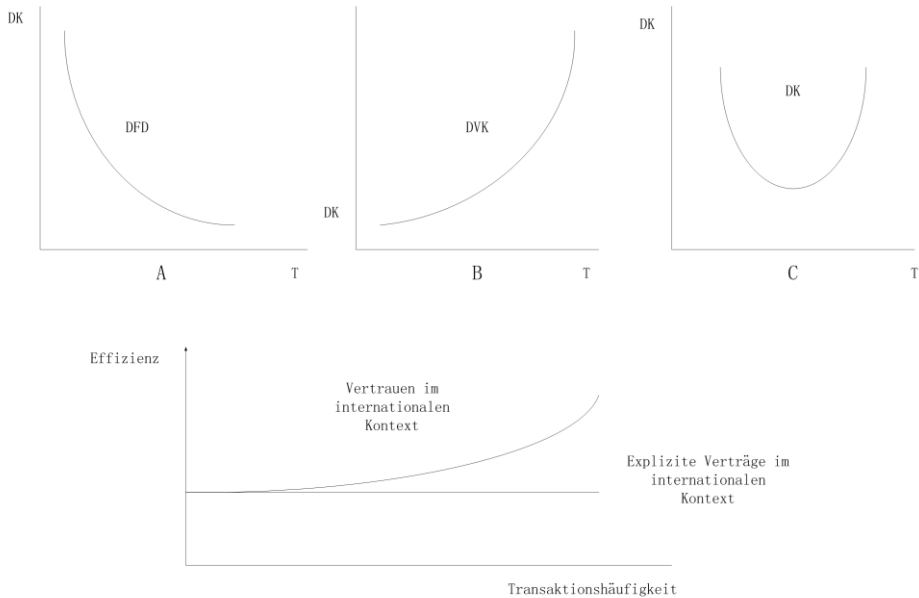 DK
DFD
A
T
DK
DVK
B
T
DK
DK
C
T
Effizienz
Vertrauen im
internationalen
Kontext
Explizite Verträge im
internationalen
Kontext
Transaktionshäufigkeit